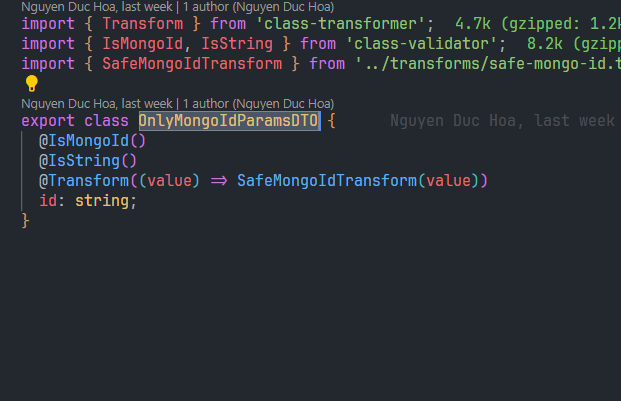 Nguyen Duc Hoa, last week | 1 author (Nguyen Duc Hoa)
import { Transform } from 'class-transformer';  4.7k (gzipped: 1.2k
import { IsMongoId, IsString } from 'class-validator';  8.2k (gzipp
import { SafeMongoIdTransform } from '../transforms/safe-mongo-id.t
Nguyen Duc Hoa, last week | 1 author (Nguyen Duc Hoa)
export class OnlyMongoIdParamsDTO {      Nguyen Duc Hoa, last week
  @IsMongoId()
  @IsString()
  @Transform((value) => SafeMongoIdTransform(value))
  id: string;
}